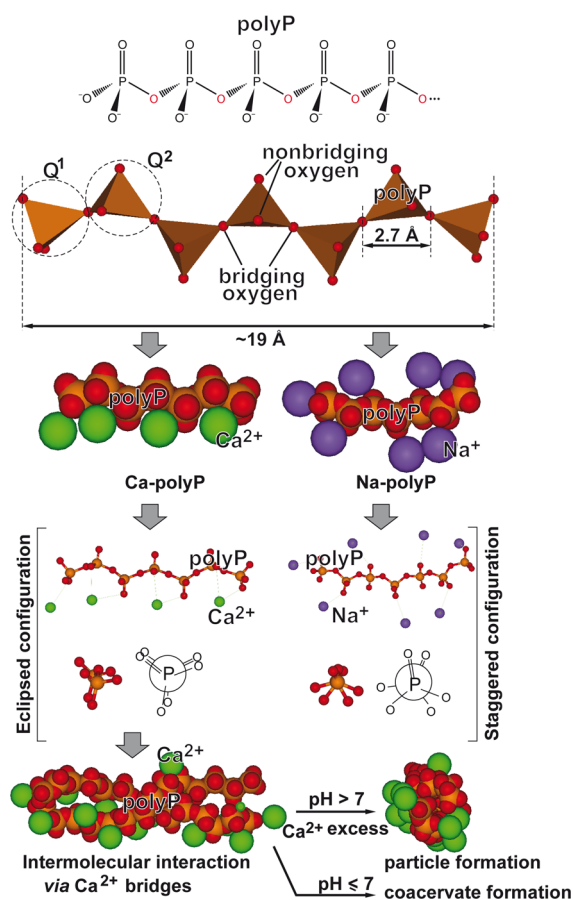 polyP
O O O O O
P P P P P
⁻O O O O O O...
O⁻ O⁻ O⁻ O⁻ O⁻
Q¹
Q²
nonbridging
oxygen
polyP
2.7 Å
bridging
oxygen
~19 Å
polyP
Ca²⁺
Ca-polyP
polyP
Na⁺
Na-polyP
Eclipsed configuration
polyP
Ca²⁺
O O
P O O
O O
polyP
Na⁺
Staggered configuration
O O
O P O
O O
Ca²⁺
polyP
Intermolecular interaction
via Ca²⁺ bridges
pH > 7
Ca²⁺ excess
particle formation
pH ⩽ 7
coacervate formation